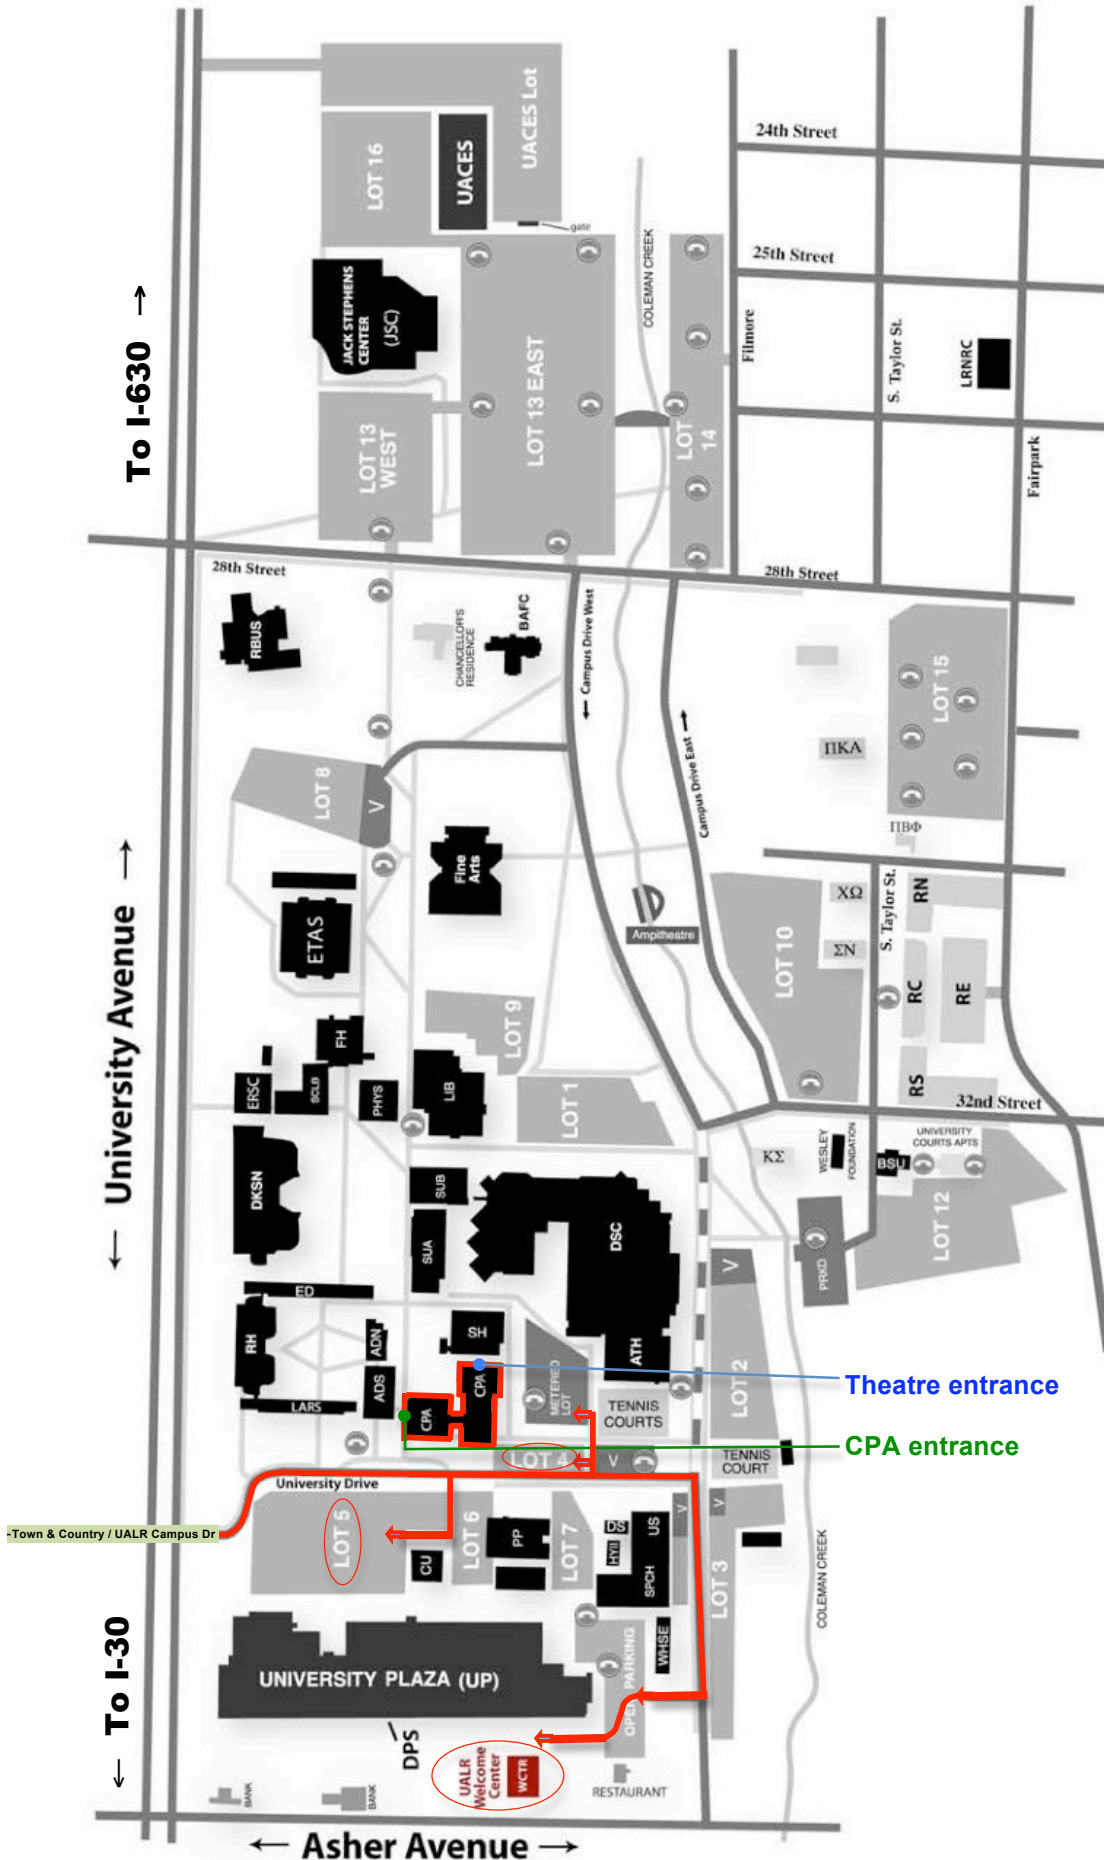 UACES Lot
LOT 16
UACES
gate
24th Street
25th Street
COLEMAN CREEK
To I-630
JACK STEPHENS
CENTER
(JSC)
Filmore
S. Taylor St.
LRNRC
LOT 13
WEST
LOT 13 EAST
LOT
14
Fairpark
28th Street
28th Street
RBUS
CHANCELLOR'S
RESIDENCE
BAFC
← Campus Drive West
Campus Drive East →
LOT 15
ΠΚΑ
ΠΒΦ
LOT 8
V
Fine
Arts
ETAS
University Avenue
Ampitheatre
LOT 10
ΧΩ
ΣΝ
S. Taylor St.
RN
RC
RE
RS
32nd Street
LOT 9
FH
ERSC
SCLB
PHYS
LIB
LOT 1
UNIVERSITY
COURTS APTS
ΚΣ
WESLEY
FOUNDATION
BSU
LOT 12
DKSN
SUB
SUA
DSC
PRKD
V
LOT 2
ED
RH
ADN
ADS
LARS
SH
CPA
CPA
METERED
LOT
ATH
TENNIS
COURTS
Theatre entrance
CPA entrance
LOT 4
V
TENNIS
COURT
University Drive
-Town & Country / UALR Campus Dr
LOT 5
CU
LOT 6
PP
LOT 7
DS
HYII
US
SPCH
V
V
LOT 3
COLEMAN CREEK
To I-30
UNIVERSITY PLAZA (UP)
WHSE
OPEN PARKING
DPS
UALR
Welcome
Center
WCTR
RESTAURANT
BANK
BANK
← Asher Avenue →